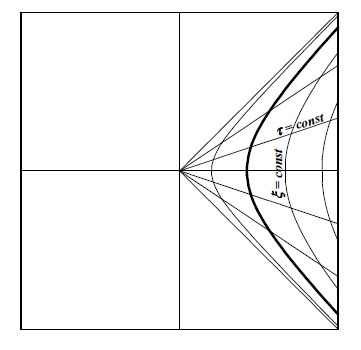 τ = const
ξ = const